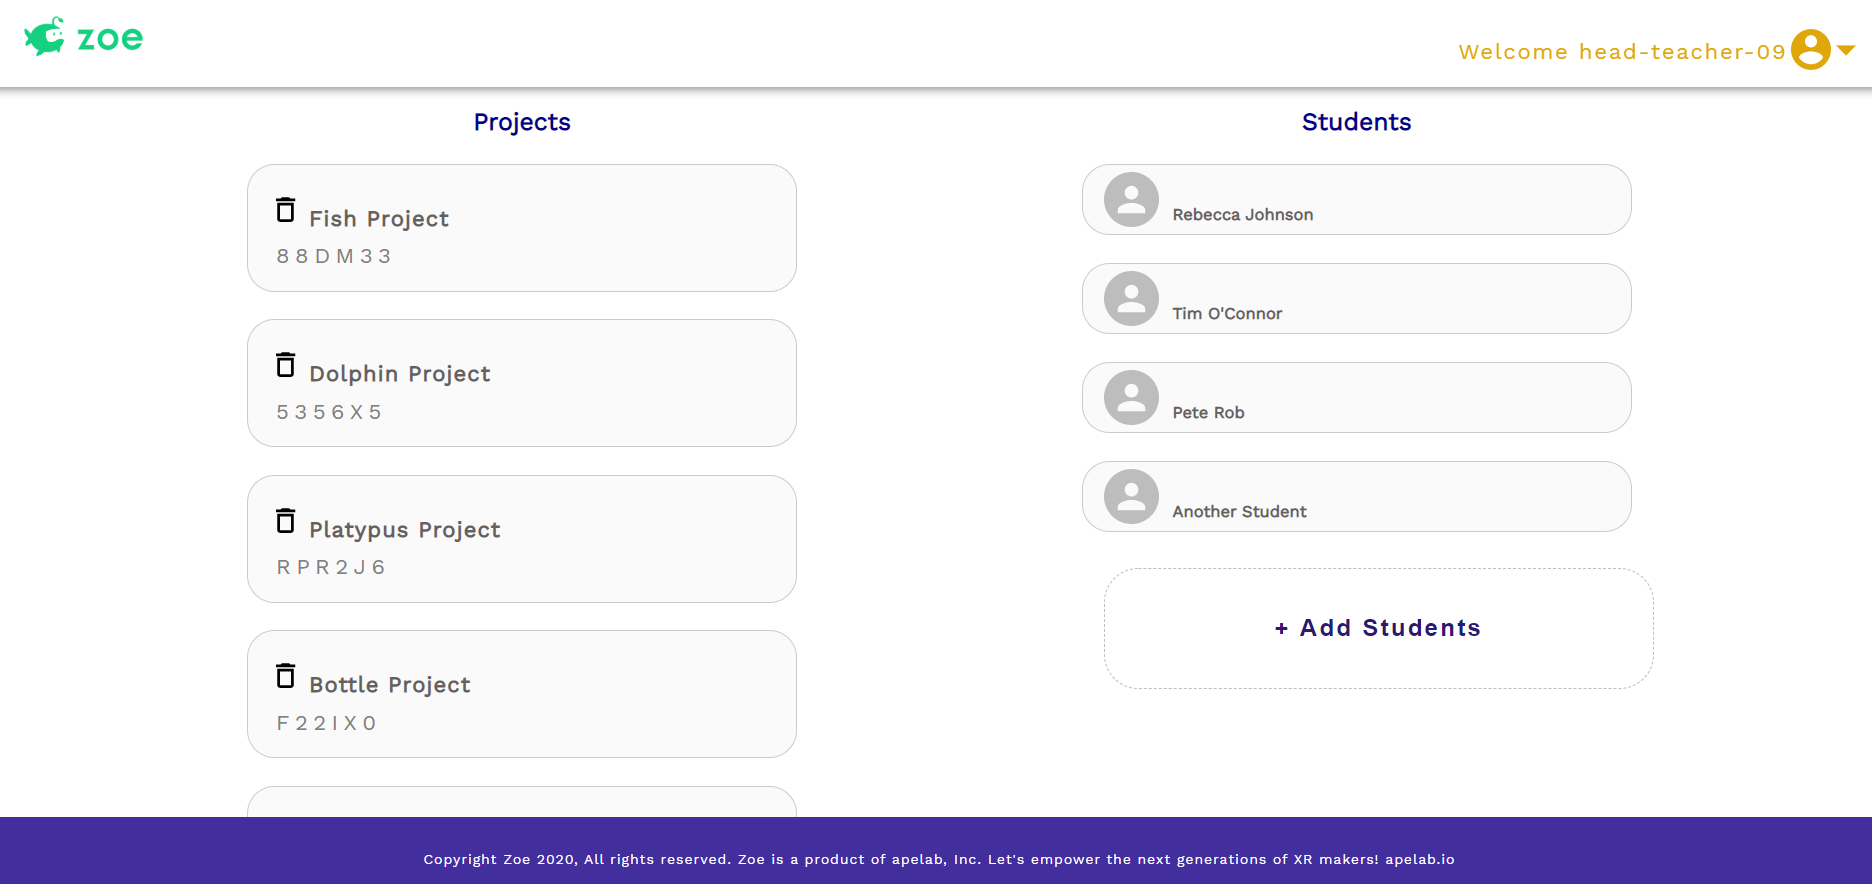 zoe
Welcome head-teacher-09
Projects
Fish Project
88DM33
Dolphin Project
5356X5
Platypus Project
RPR2J6
Bottle Project
F22IX0
Students
Rebecca Johnson
Tim O'Connor
Pete Rob
Another Student
+ Add Students
Copyright Zoe 2020, All rights reserved. Zoe is a product of apelab, Inc. Let's empower the next generations of XR makers! apelab.io